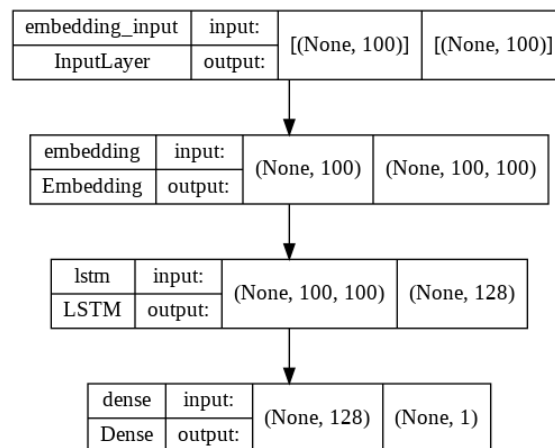 embedding_input input: [(None, 100)] [(None, 100)]
InputLayer output:
embedding input: (None, 100) (None, 100, 100)
Embedding output:
lstm input: (None, 100, 100) (None, 128)
LSTM output:
dense input: (None, 128) (None, 1)
Dense output: